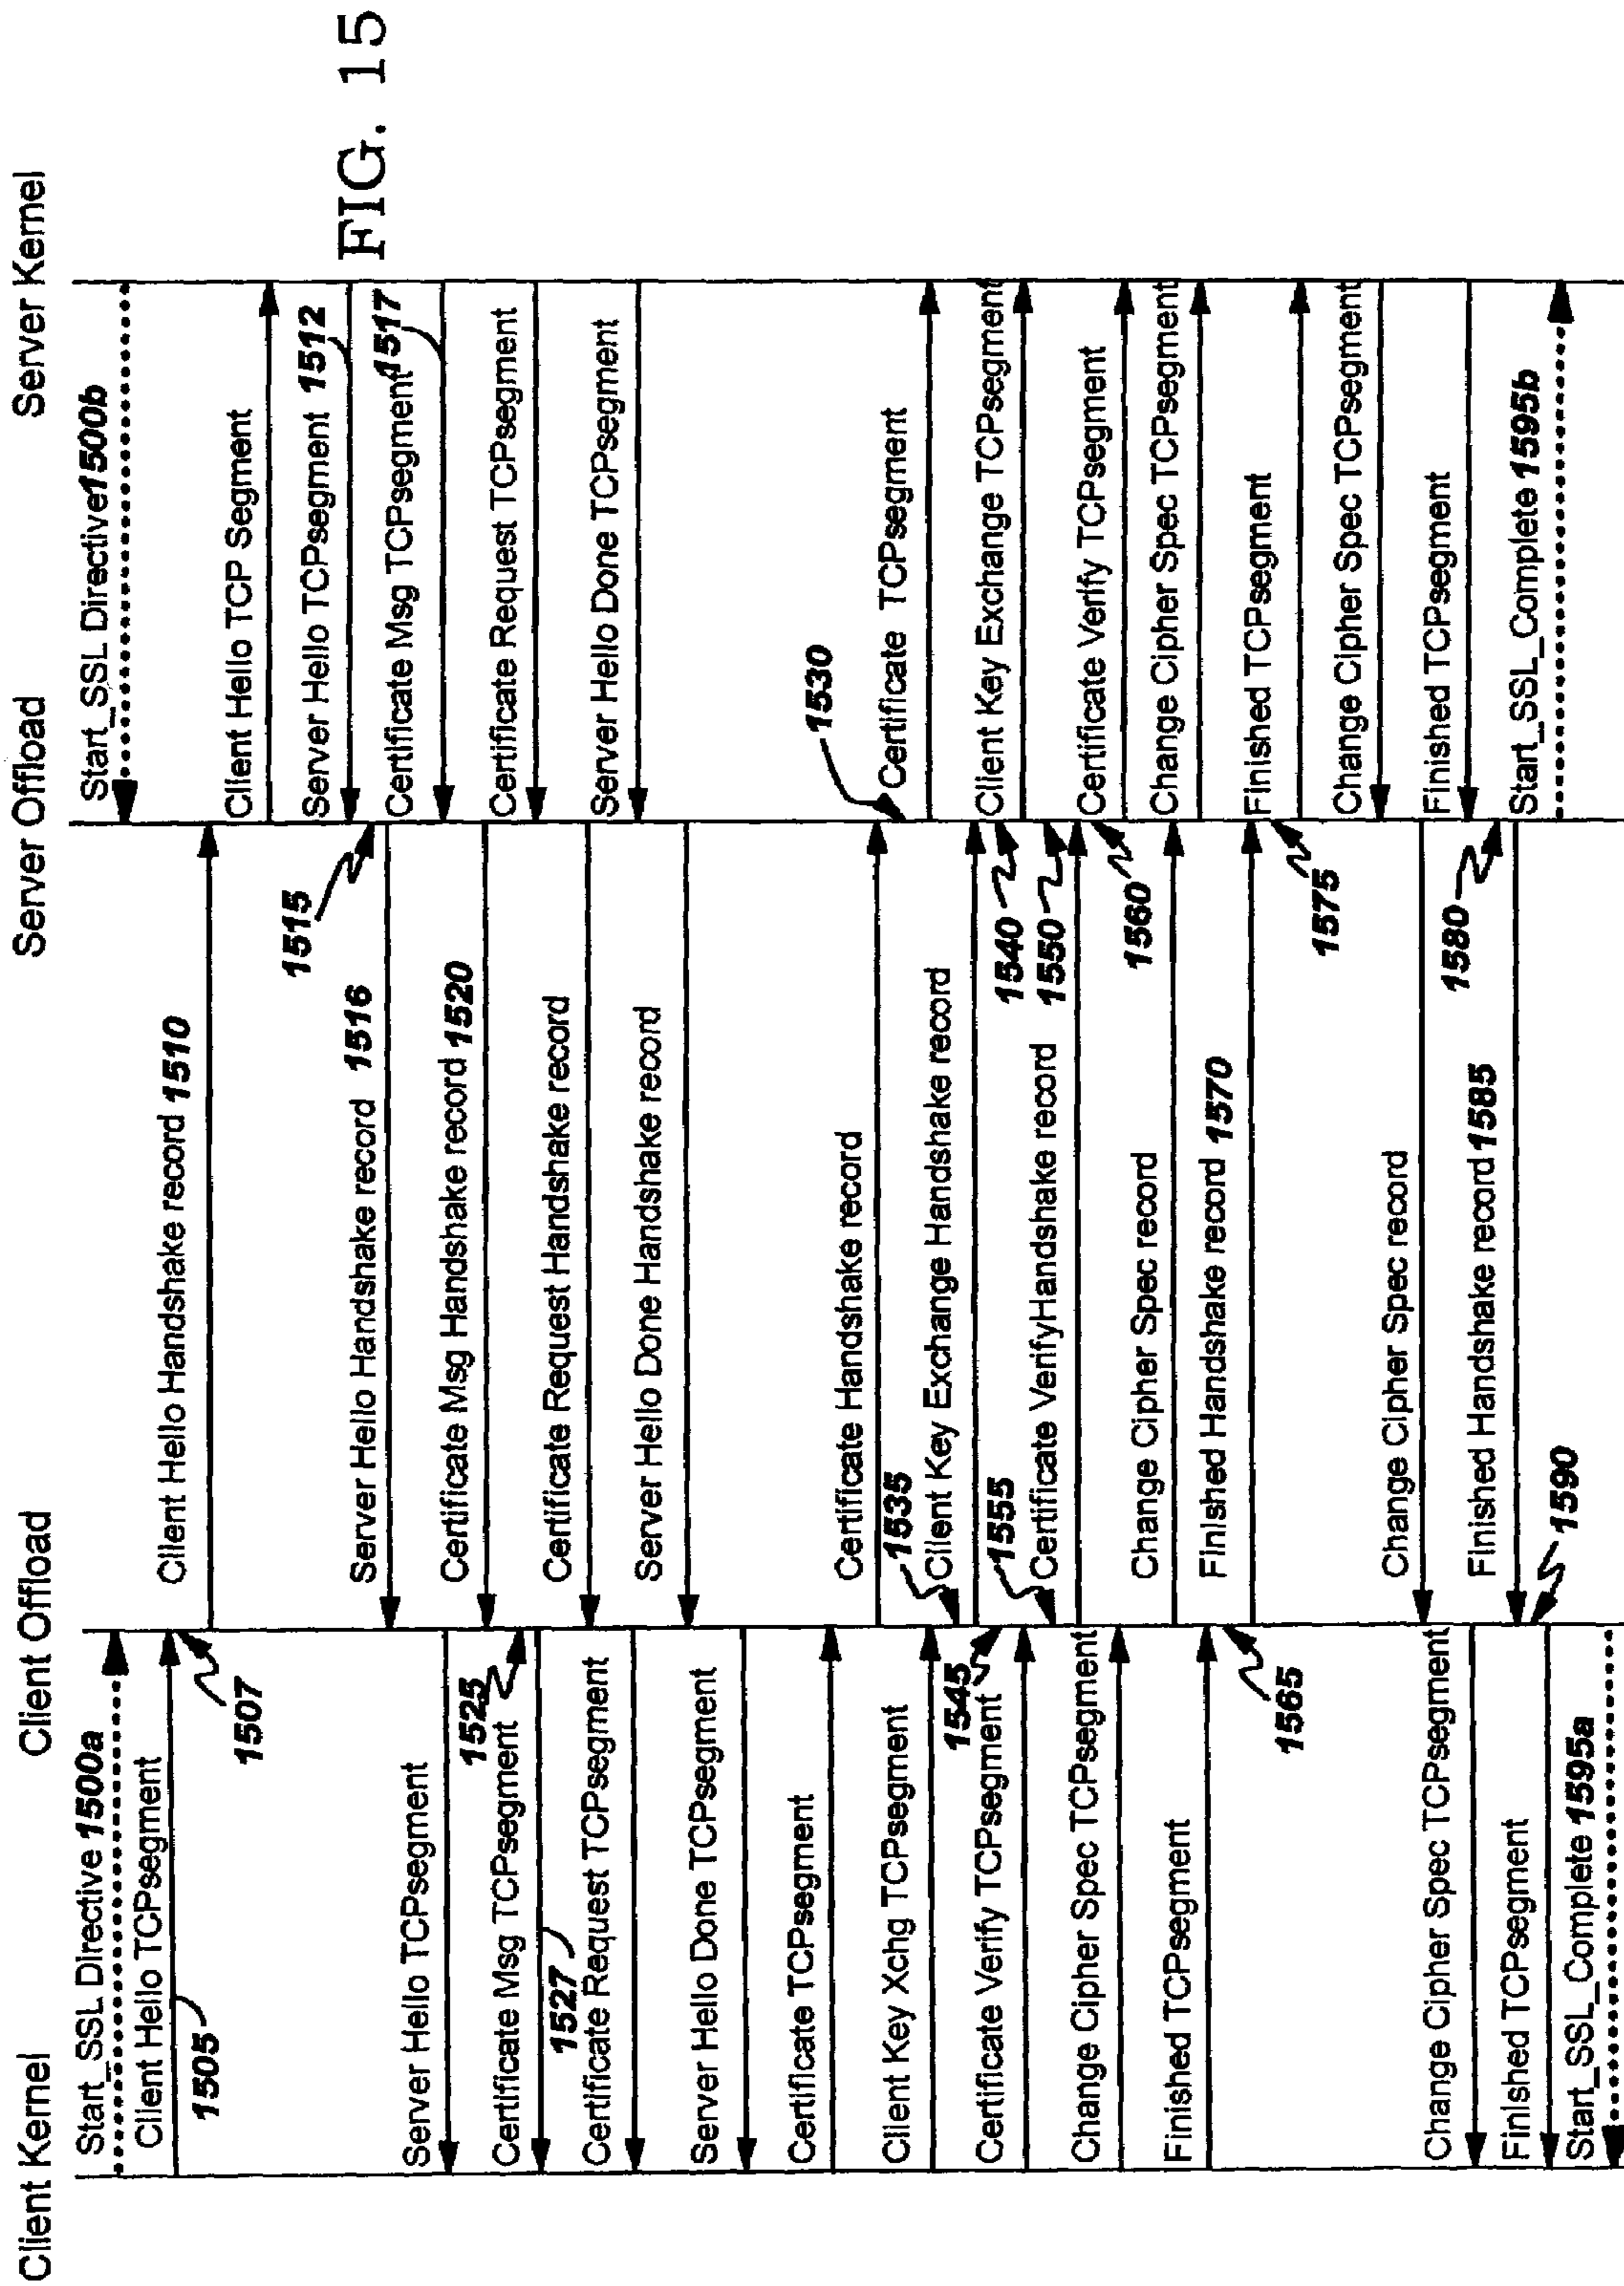 Client Kernel
Client Offload
Server Offload
Server Kernel
FIG. 15
Start_SSL Directive 1500a
Client Hello TCPsegment
1505
1507
Server Hello TCPsegment
1525
Certificate Msg TCPsegment
1527
Certificate Request TCPsegment
Server Hello Done TCPsegment
Certificate TCPsegment
Client Key Xchg TCPsegment
1545
Certificate Verify TCPsegment
Change Cipher Spec TCPsegment
Finished TCPsegment
1565
Change Cipher Spec TCPsegment
Finished TCPsegment
Start_SSL_Complete 1595a
Client Hello Handshake record 1510
1515
Server Hello Handshake record 1516
Certificate Msg Handshake record 1520
Certificate Request Handshake record
Server Hello Done Handshake record
Certificate Handshake record
1535
Client Key Exchange Handshake record
1540
1555
1550
Certificate VerifyHandshake record
1560
Change Cipher Spec record
Finished Handshake record 1570
1575
Change Cipher Spec record
1580
Finished Handshake record 1585
1590
Start_SSL Directive 1500b
Client Hello TCP Segment
Server Hello TCPsegment 1512
Certificate Msg TCPsegment 1517
Certificate Request TCPsegment
Server Hello Done TCPsegment
1530
Certificate TCPsegment
Client Key Exchange TCPsegment
Certificate Verify TCPsegment
Change Cipher Spec TCPsegment
Finished TCPsegment
Change Cipher Spec TCPsegment
Finished TCPsegment
Start_SSL_Complete 1595b